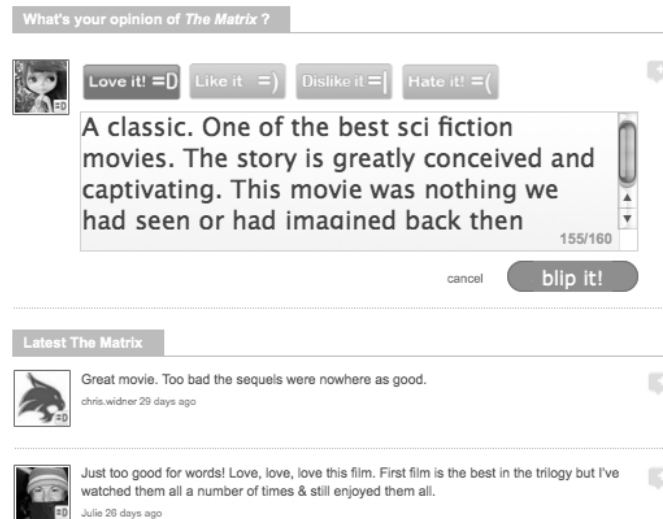 What's your opinion of The Matrix ?
Love it! =D
Like it =)
Dislike it =|
Hate it! =(
=D
A classic. One of the best sci fiction
movies. The story is greatly conceived and
captivating. This movie was nothing we
had seen or had imagined back then
155/160
cancel
blip it!
Latest The Matrix
Great movie. Too bad the sequels were nowhere as good.
chris.widner 29 days ago
=D
Just too good for words! Love, love, love this film. First film is the best in the trilogy but I've
watched them all a number of times & still enjoyed them all.
=D
Julie 26 days ago